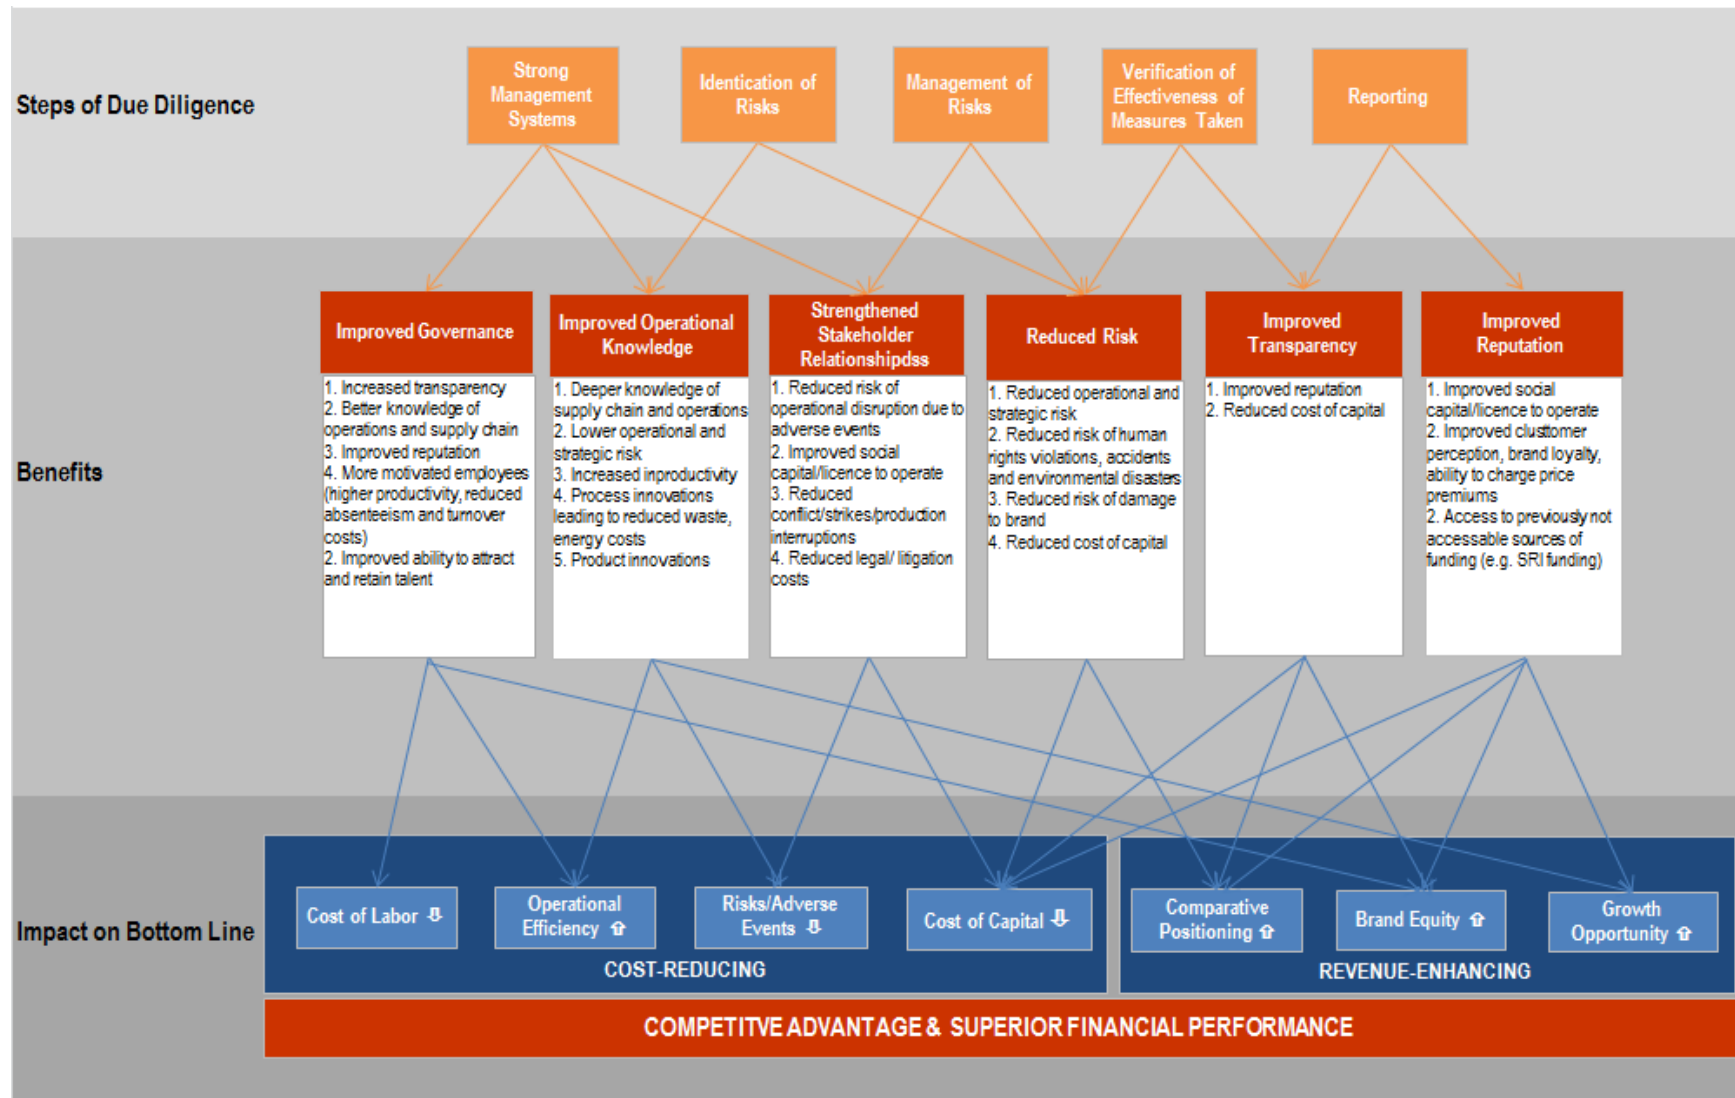 Steps of Due Diligence
Strong
Management
Systems
Identication of
Risks
Management of
Risks
Verification of
Effectiveness of
Measures Taken
Reporting
Benefits
Improved Governance
1. Increased transparency
2. Better knowledge of
operations and supply chain
3. Improved reputation
4. More motivated employees
(higher productivity, reduced
absenteeism and turnover
costs)
2. Improved ability to attract
and retain talent
Improved Operational
Knowledge
1. Deeper knowledge of
supply chain and operations
2. Lower operational and
strategic risk
3. Increased inproductivity
4. Process innovations
leading to reduced waste,
energy costs
5. Product innovations
Strengthened
Stakeholder
Relationshipdss
1. Reduced risk of
operational disruption due to
adverse events
2. Improved social
capital/licence to operate
3. Reduced
conflict/strikes/production
interruptions
4. Reduced legal/ litigation
costs
Reduced Risk
1. Reduced operational and
strategic risk
2. Reduced risk of human
rights violations, accidents
and environmental disasters
3. Reduced risk of damage
to brand
4. Reduced cost of capital
Improved
Transparency
1. Improved reputation
2. Reduced cost of capital
Improved
Reputation
1. Improved social
capital/licence to operate
2. Improved clusttomer
perception, brand loyalty,
ability to charge price
premiums
2. Access to previously not
accessable sources of
funding (e.g. SRI funding)
Impact on Bottom Line
Cost of Labor ⇩
Operational
Efficiency ⇧
Risks/Adverse
Events ⇩
Cost of Capital ⇩
COST-REDUCING
Comparative
Positioning ⇧
Brand Equity ⇧
Growth
Opportunity ⇧
REVENUE-ENHANCING
COMPETITVE ADVANTAGE & SUPERIOR FINANCIAL PERFORMANCE